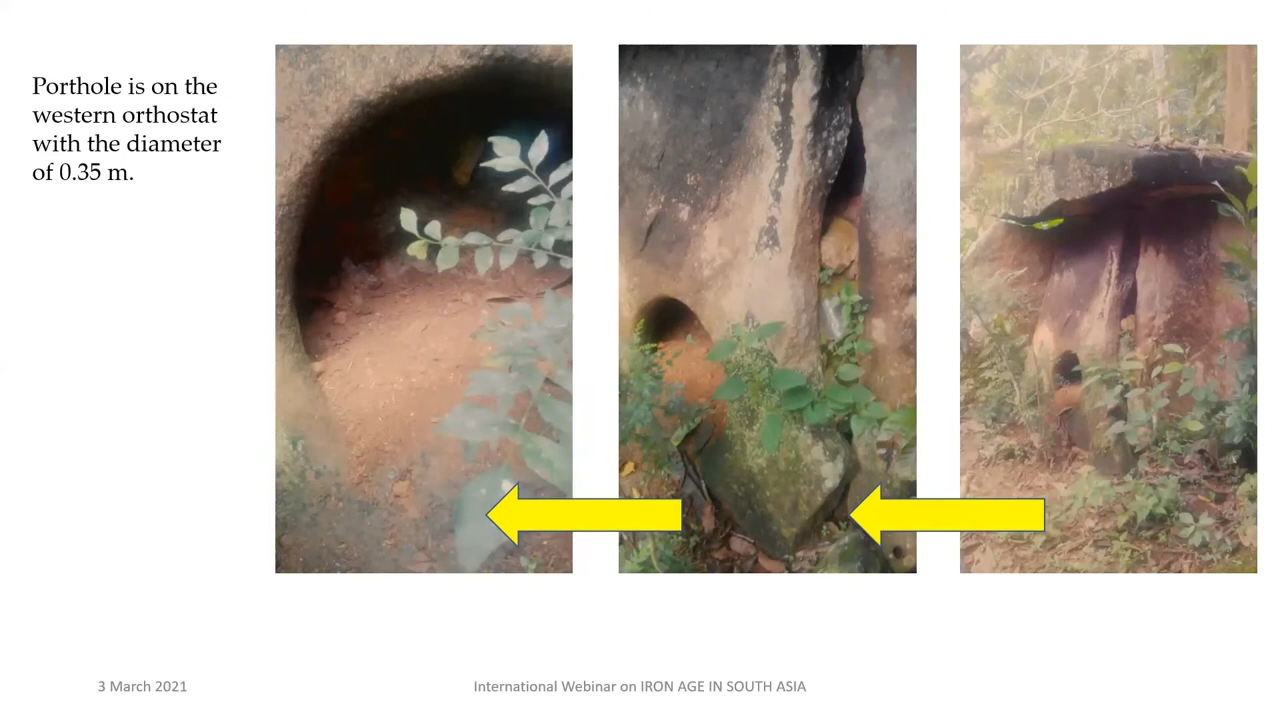 Porthole is on the
western orthostat
with the diameter
of 0.35 m.
3 March 2021
International Webinar on IRON AGE IN SOUTH ASIA